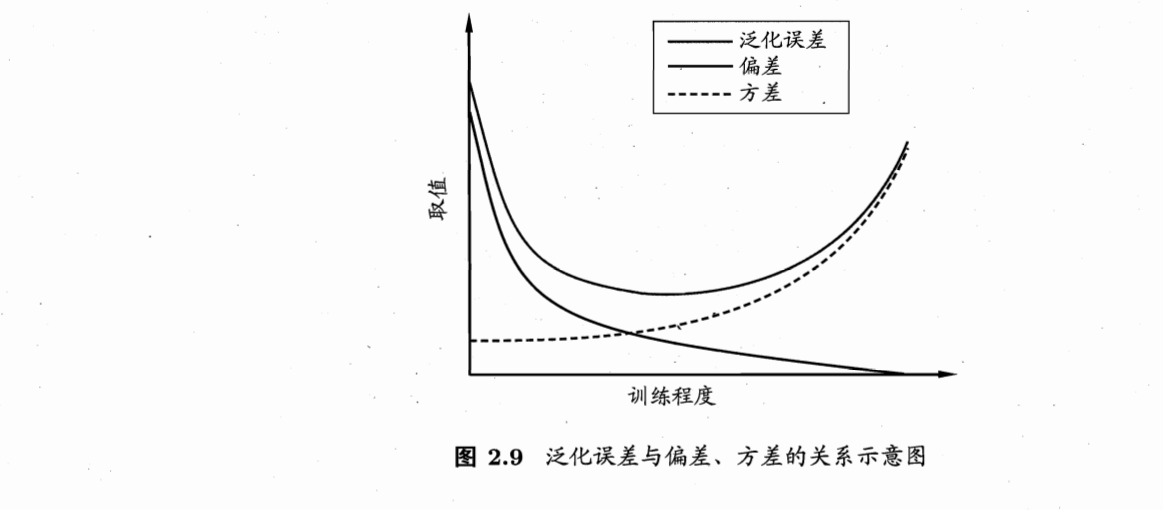 泛化误差
偏差
方差
取值
训练程度
图 2.9 泛化误差与偏差、方差的关系示意图